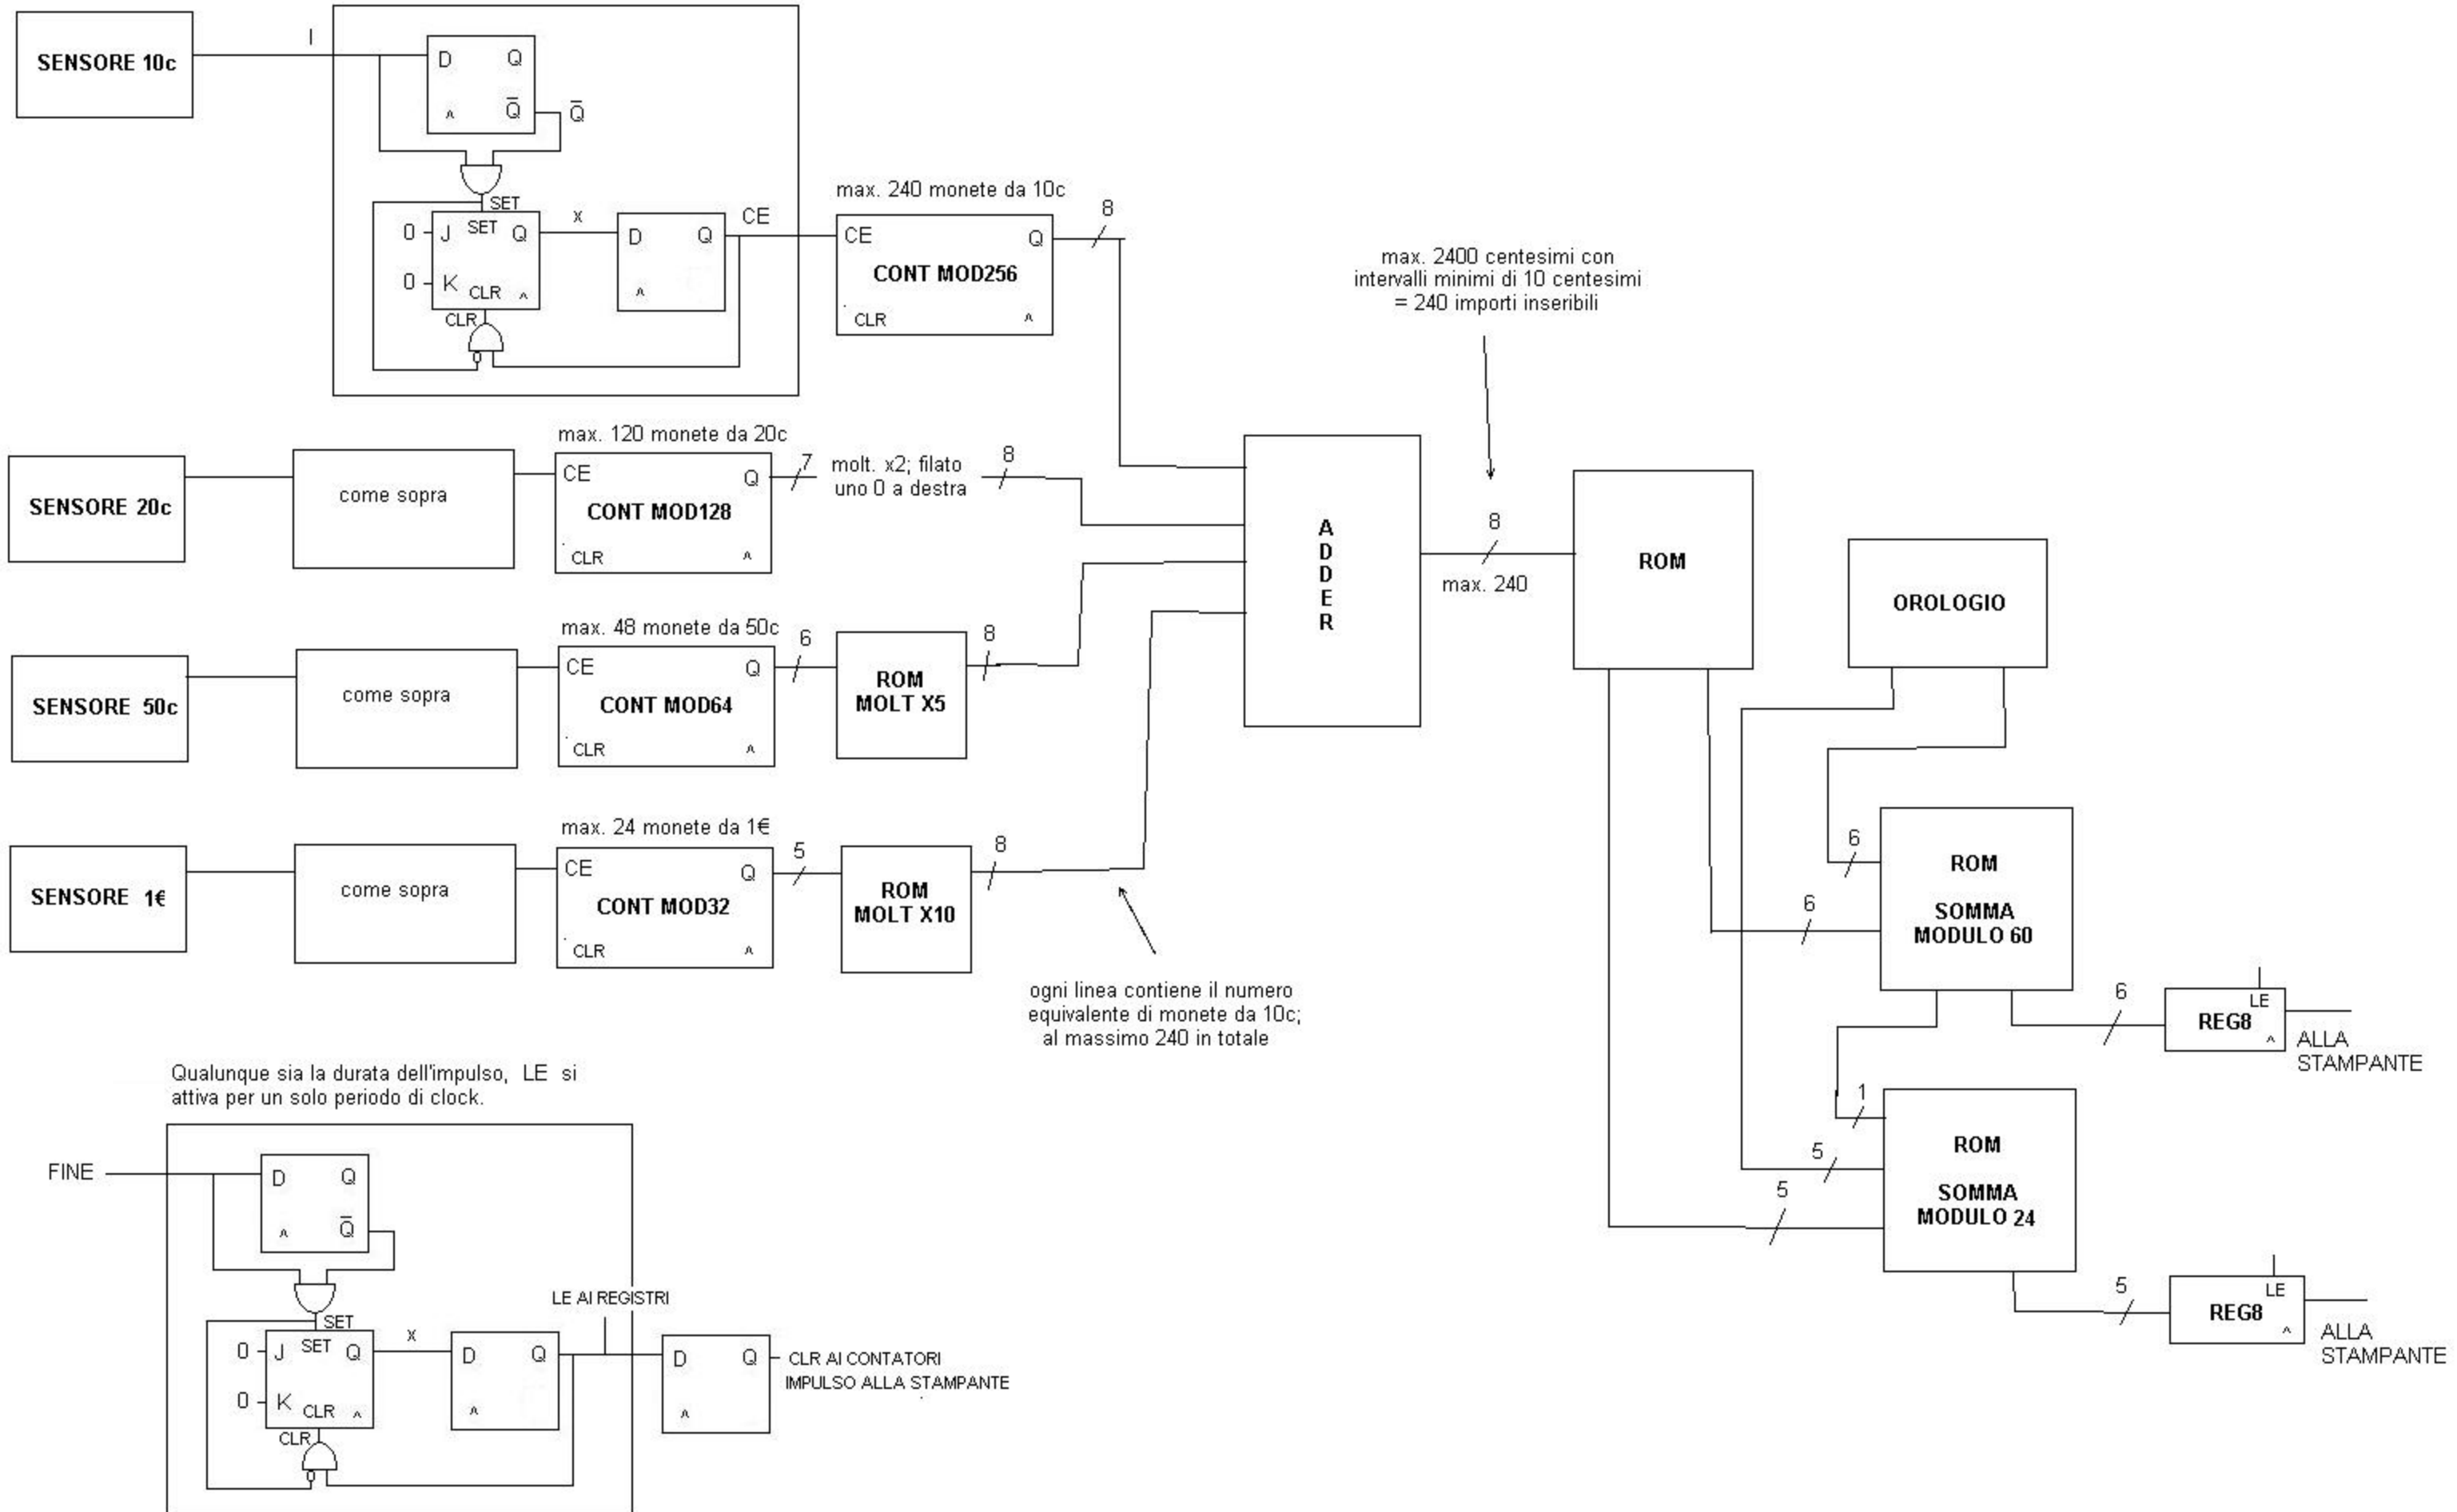 SENSORE 10c
I
D Q
^ Q̅
Q̅
SET
0 J SET Q
x
D Q
CE
0 K CLR ^
^
CLR
max. 240 monete da 10c
CE Q
CONT MOD256
CLR ^
8
max. 2400 centesimi con
intervalli minimi di 10 centesimi
= 240 importi inseribili
SENSORE 20c
come sopra
max. 120 monete da 20c
CE Q
CONT MOD128
CLR ^
7
molt. x2; filato
uno 0 a destra
8
A
D
D
E
R
8
max. 240
ROM
OROLOGIO
SENSORE 50c
come sopra
max. 48 monete da 50c
CE Q
CONT MOD64
CLR ^
6
ROM
MOLT X5
8
SENSORE 1€
come sopra
max. 24 monete da 1€
CE Q
CONT MOD32
CLR ^
5
ROM
MOLT X10
8
ogni linea contiene il numero
equivalente di monete da 10c;
al massimo 240 in totale
6
6
ROM
SOMMA
MODULO 60
6
LE
REG8
^
ALLA
STAMPANTE
1
5
5
ROM
SOMMA
MODULO 24
5
LE
REG8
^
ALLA
STAMPANTE
Qualunque sia la durata dell'impulso, LE si
attiva per un solo periodo di clock.
FINE
D Q
^ Q̅
SET
0 J SET Q
x
D Q
0 K CLR ^
^
CLR
LE AI REGISTRI
D Q
^
CLR AI CONTATORI
IMPULSO ALLA STAMPANTE